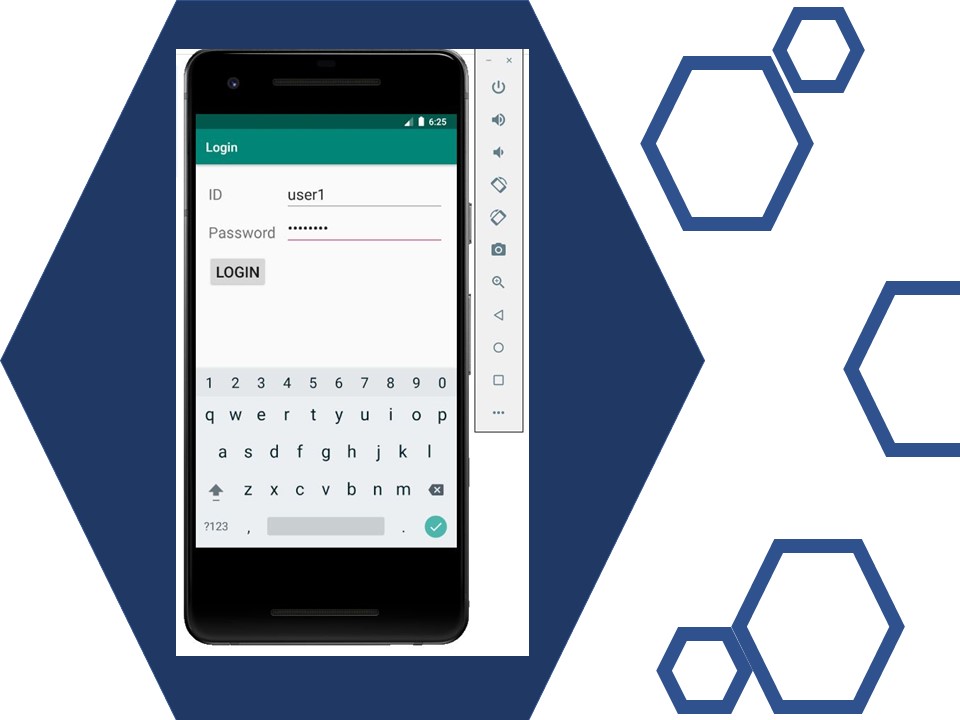 6:25
Login
ID user1
Password ••••••••
LOGIN
1 2 3 4 5 6 7 8 9 0
q w e r t y u i o p
a s d f g h j k l
z x c v b n m
?123 , .